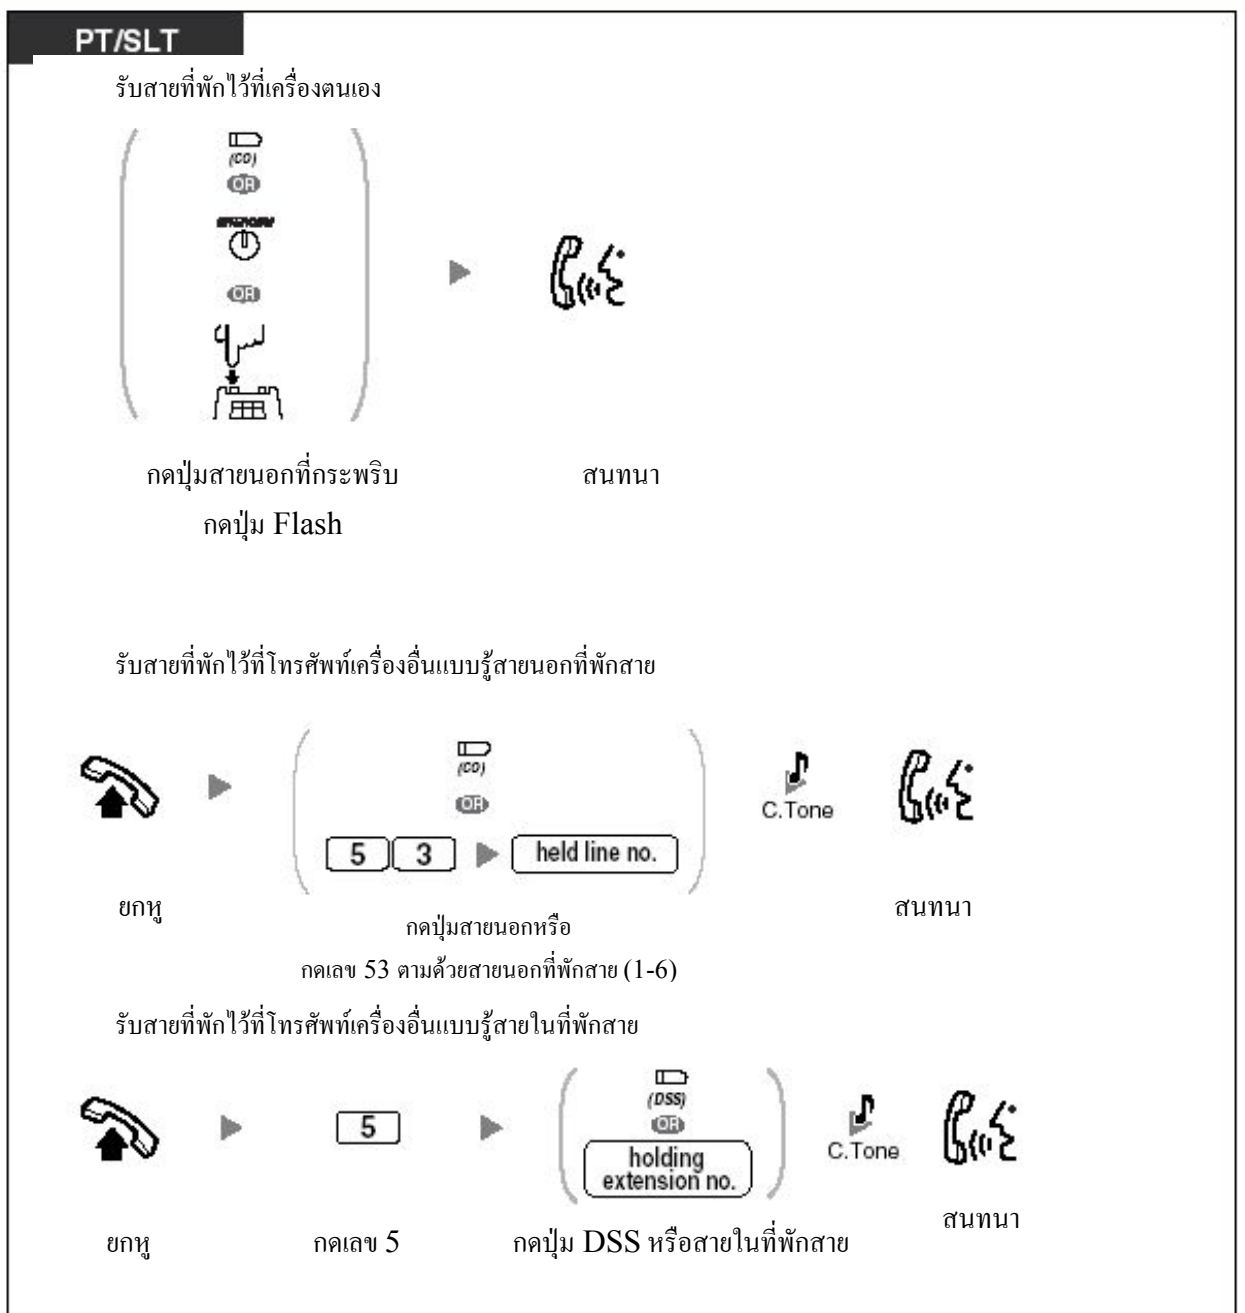 PT/SLT
รับสายที่พักไว้ที่เครื่องตนเอง
(CO)
OR
OR
กดปุ่มสายนอกที่กระพริบ
สนทนา
กดปุ่ม Flash
รับสายที่พักไว้ที่โทรศัพท์เครื่องอื่นแบบรู้สายนอกที่พักสาย
(CO)
OR
5 3 held line no.
C.Tone
ยกหู
กดปุ่มสายนอกหรือ
กดเลข 53 ตามด้วยสายนอกที่พักสาย (1-6)
สนทนา
รับสายที่พักไว้ที่โทรศัพท์เครื่องอื่นแบบรู้สายในที่พักสาย
5
(DSS)
OR
holding
extension no.
C.Tone
ยกหู
กดเลข 5
กดปุ่ม DSS หรือสายในที่พักสาย
สนทนา